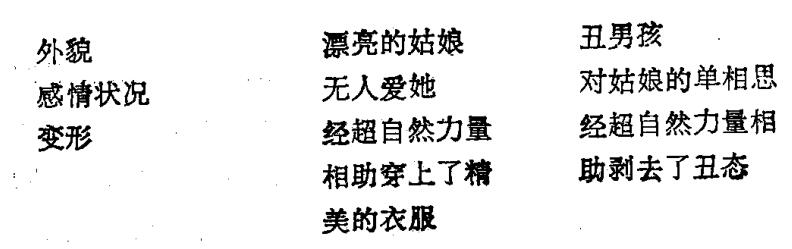 外貌
感情状况
变形
漂亮的姑娘
无人爱她
经超自然力量
相助穿上了精
美的衣服
丑男孩
对姑娘的单相思
经超自然力量相
助剥去了丑态